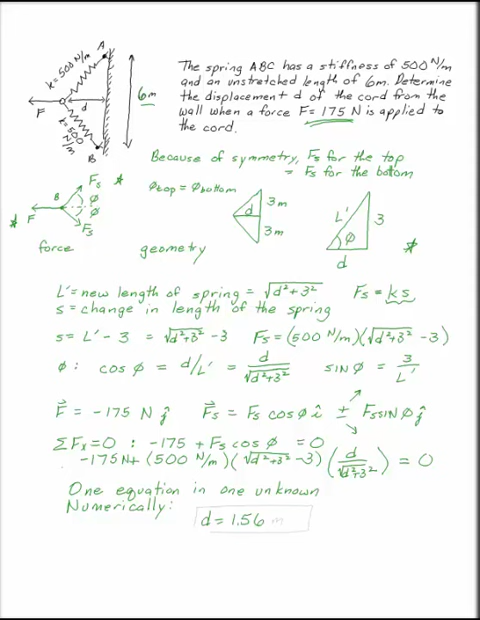 A
k = 500 N/m
The spring ABC has a stiffness of 500 N/m
and an unstretched length of 6m. Determine
6m
the displacement d of the cord from the
F
d
wall when a force F = 175 N is applied to
k = 500 N/m
the cord.
B
Because of symmetry, Fs for the top
= Fs for the bottom
Fs
*
B
φ
φtop = φbottom
3m
L'
3
F
φ
d
*
Fs
3m
φ
*
d
force
geometry
L' = new length of spring = √d²+3²
Fs = ks
s = change in length of the spring
s = L' - 3 = √d²+3² - 3
Fs = (500 N/m)(√d²+3² - 3)
φ: cos φ = d/L' = d/√d²+3²
sin φ = 3/L'
F = -175 N ĵ
Fs = Fs cos φ î ± Fs sin φ ĵ
ΣFx = 0 : -175 + Fs cos φ = 0
-175 N + (500 N/m)(√d²+3² - 3)(d/√d²+3²) = 0
One equation in one unknown
Numerically:
d = 1.56 m